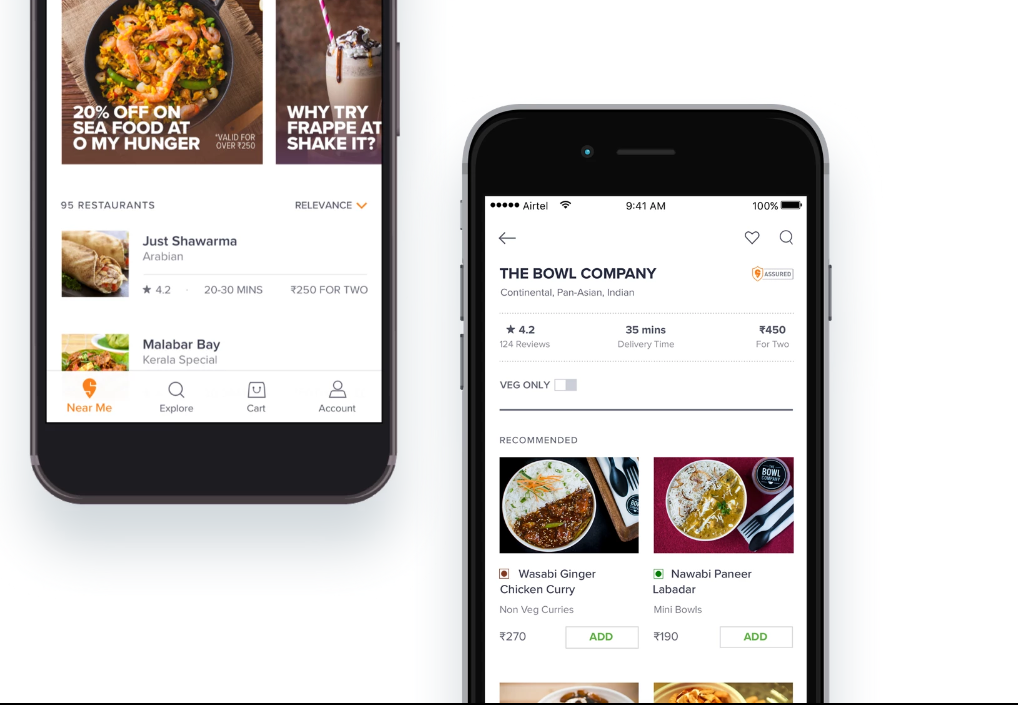 20% OFF ON
SEA FOOD AT
O MY HUNGER
*VALID FOR
OVER ₹250
WHY TRY
FRAPPE AT
SHAKE IT?
95 RESTAURANTS
RELEVANCE
Just Shawarma
Arabian
★ 4.2 · 20-30 MINS ₹250 FOR TWO
Malabar Bay
Kerala Special
Near Me Explore Cart Account
Airtel 9:41 AM 100%
THE BOWL COMPANY
ASSURED
Continental, Pan-Asian, Indian
★ 4.2 35 mins ₹450
124 Reviews Delivery Time For Two
VEG ONLY
RECOMMENDED
THE
BOWL
COMPANY
Wasabi Ginger
Chicken Curry
Non Veg Curries
₹270 ADD
Nawabi Paneer
Labadar
Mini Bowls
₹190 ADD